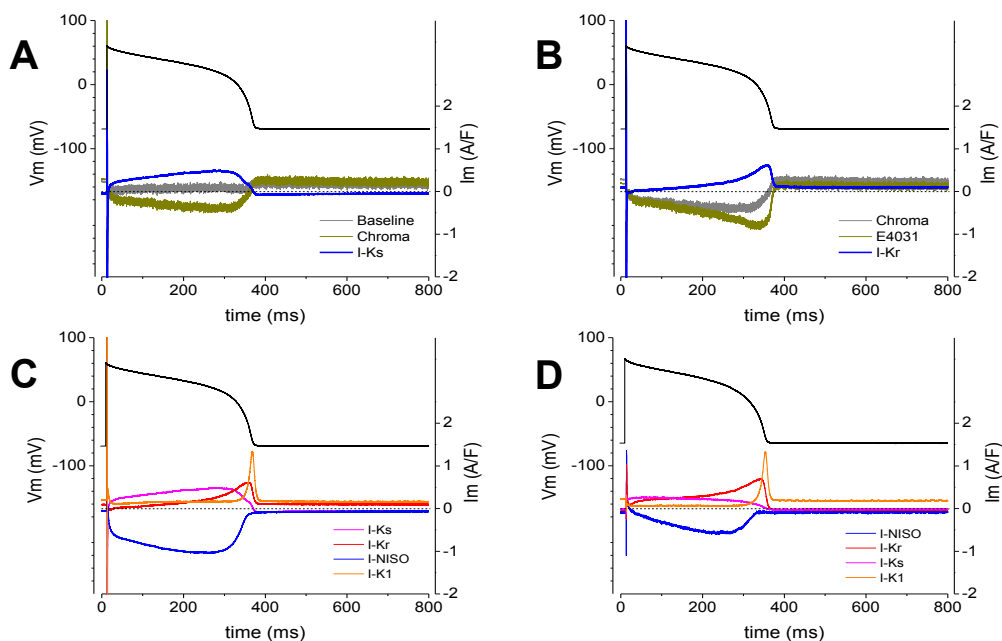 A
100
0
-100
Vm (mV)
2
1
0
-1
-2
Im (A/F)
Baseline
Chroma
I-Ks
0 200 400 600 800
time (ms)
B
100
0
-100
Vm (mV)
2
1
0
-1
-2
Im (A/F)
Chroma
E4031
I-Kr
0 200 400 600 800
time (ms)
C
100
0
-100
Vm (mV)
2
1
0
-1
-2
Im (A/F)
I-Ks
I-Kr
I-NISO
I-K1
0 200 400 600 800
time (ms)
D
100
0
-100
Vm (mV)
2
1
0
-1
-2
Im (A/F)
I-NISO
I-Kr
I-Ks
I-K1
0 200 400 600 800
time (ms)